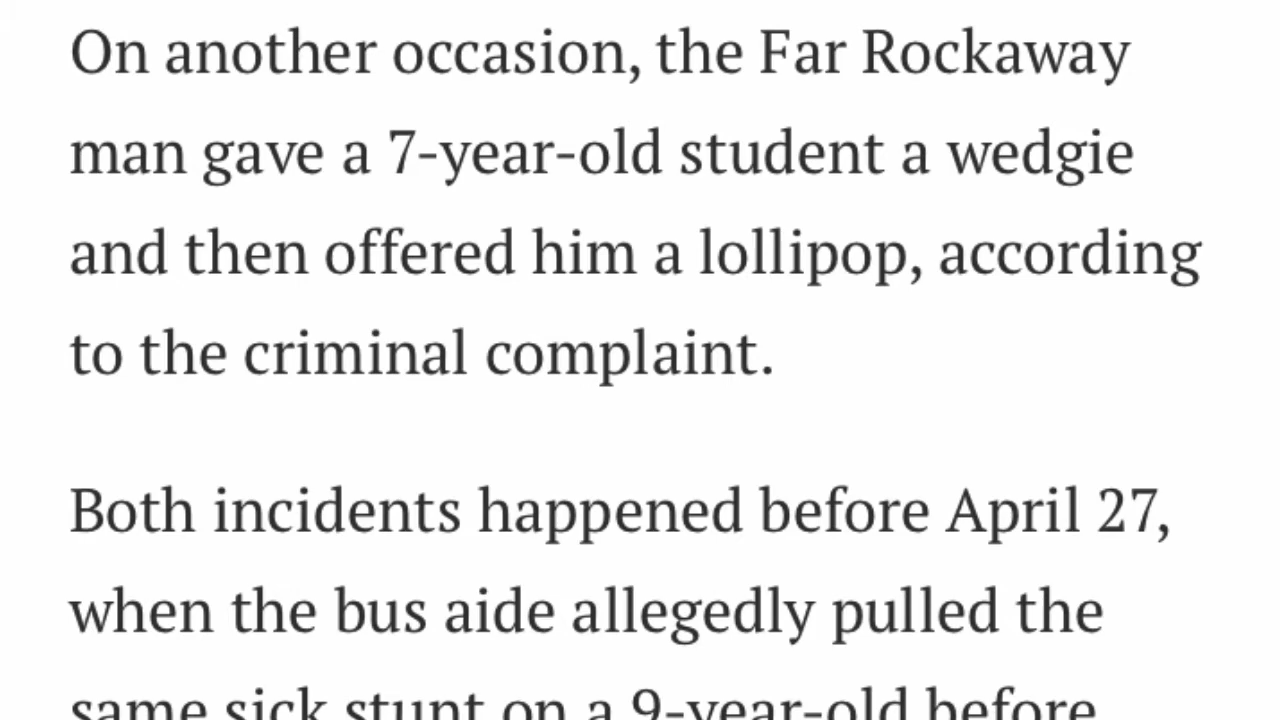 On another occasion, the Far Rockaway
man gave a 7-year-old student a wedgie
and then offered him a lollipop, according
to the criminal complaint.
Both incidents happened before April 27,
when the bus aide allegedly pulled the
same sick stunt on a 9-year-old before